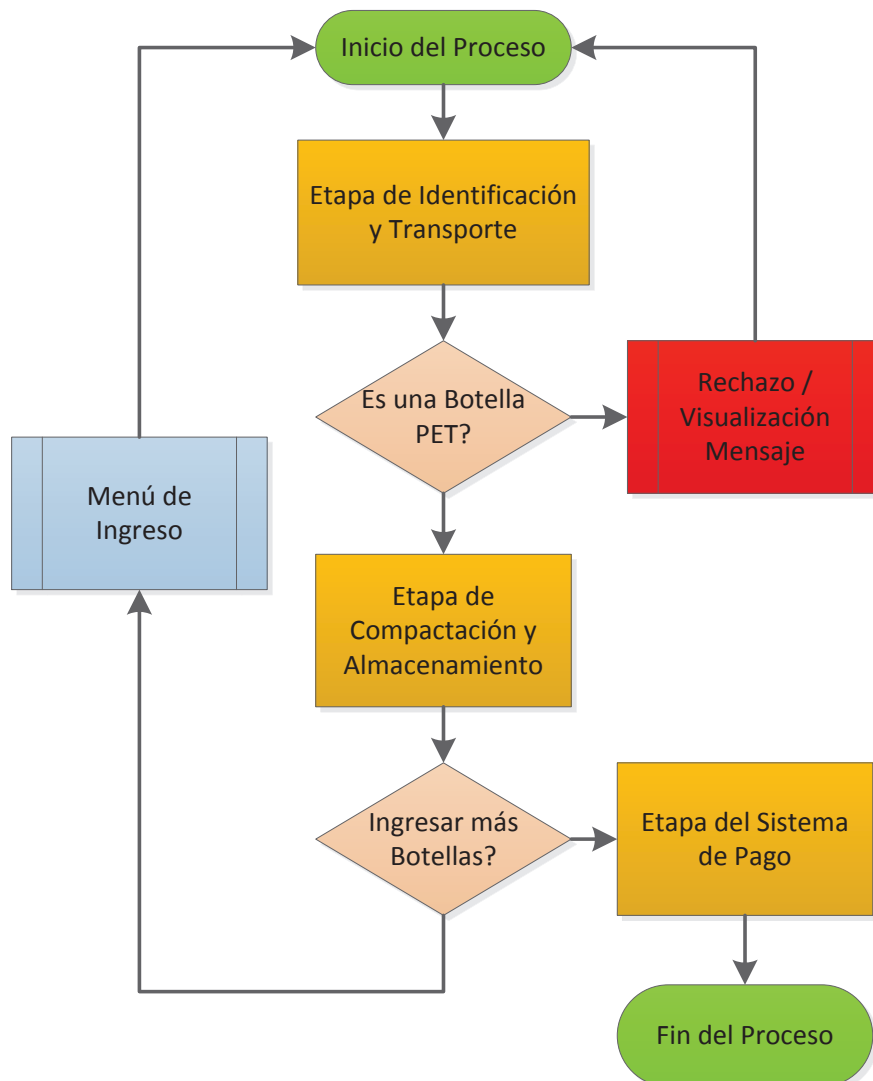 Inicio del Proceso
Etapa de Identificación
y Transporte
Es una Botella
PET?
Rechazo /
Visualización
Mensaje
Menú de
Ingreso
Etapa de
Compactación y
Almacenamiento
Ingresar más
Botellas?
Etapa del Sistema
de Pago
Fin del Proceso